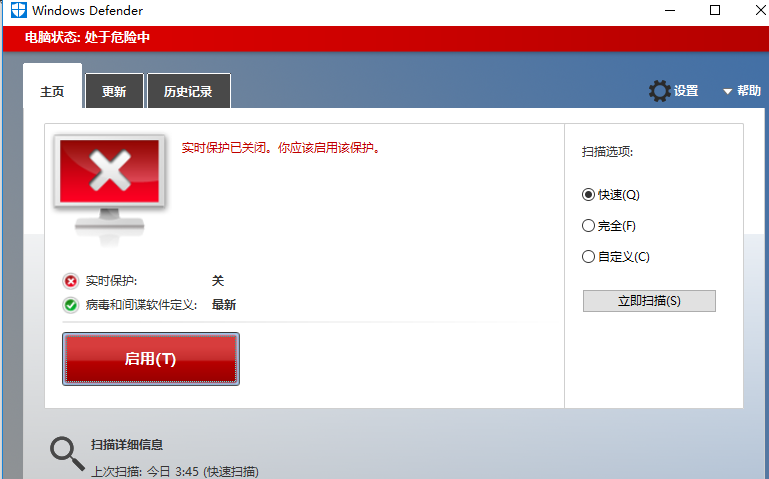 Windows Defender
电脑状态: 处于危险中
主页
更新
历史记录
设置
帮助
实时保护已关闭。你应该启用该保护。
实时保护: 关
病毒和间谍软件定义: 最新
启用(T)
扫描选项:
快速(Q)
完全(F)
自定义(C)
立即扫描(S)
扫描详细信息
上次扫描: 今日 3:45 (快速扫描)